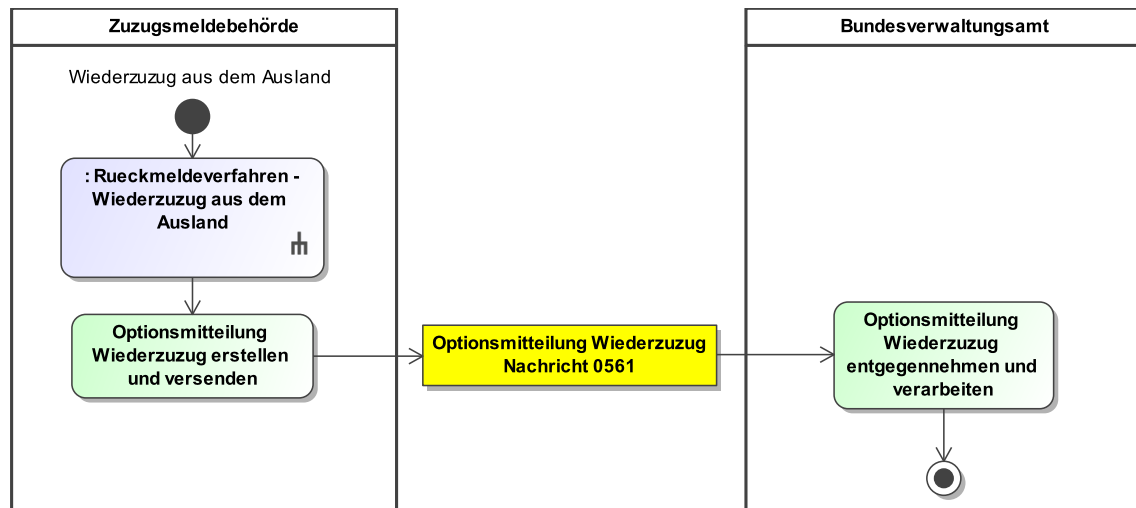 Zuzugsmeldebehörde
Bundesverwaltungsamt
Wiederzuzug aus dem Ausland
: Rueckmeldeverfahren -
Wiederzuzug aus dem
Ausland
Optionsmitteilung
Wiederzuzug erstellen
und versenden
Optionsmitteilung Wiederzuzug
Nachricht 0561
Optionsmitteilung
Wiederzuzug
entgegennehmen und
verarbeiten